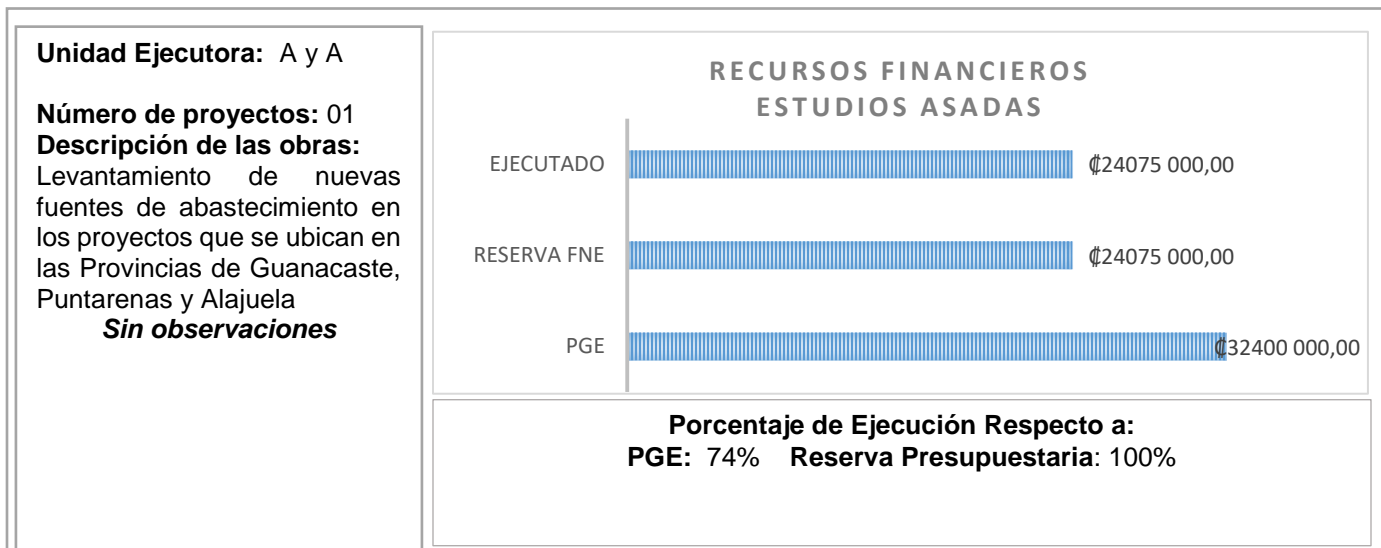 Unidad Ejecutora: A y A
Número de proyectos: 01
Descripción de las obras:
Levantamiento de nuevas
fuentes de abastecimiento en
los proyectos que se ubican en
las Provincias de Guanacaste,
Puntarenas y Alajuela
Sin observaciones
RECURSOS FINANCIEROS
ESTUDIOS ASADAS
EJECUTADO ₡24075 000,00
RESERVA FNE ₡24075 000,00
PGE ₡32400 000,00
Porcentaje de Ejecución Respecto a:
PGE: 74% Reserva Presupuestaria: 100%